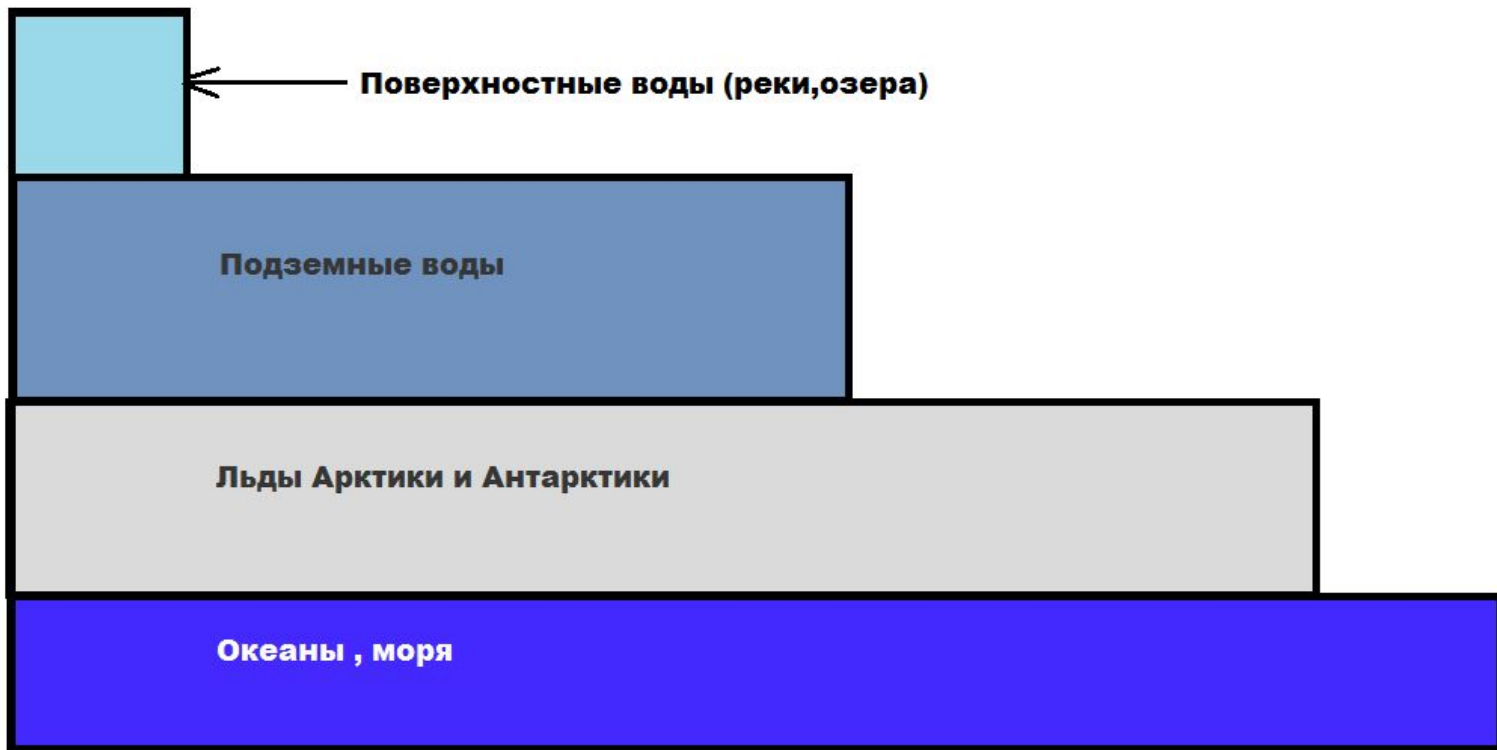 Поверхностные воды (реки,озера)
Подземные воды
Льды Арктики и Антарктики
Океаны , моря